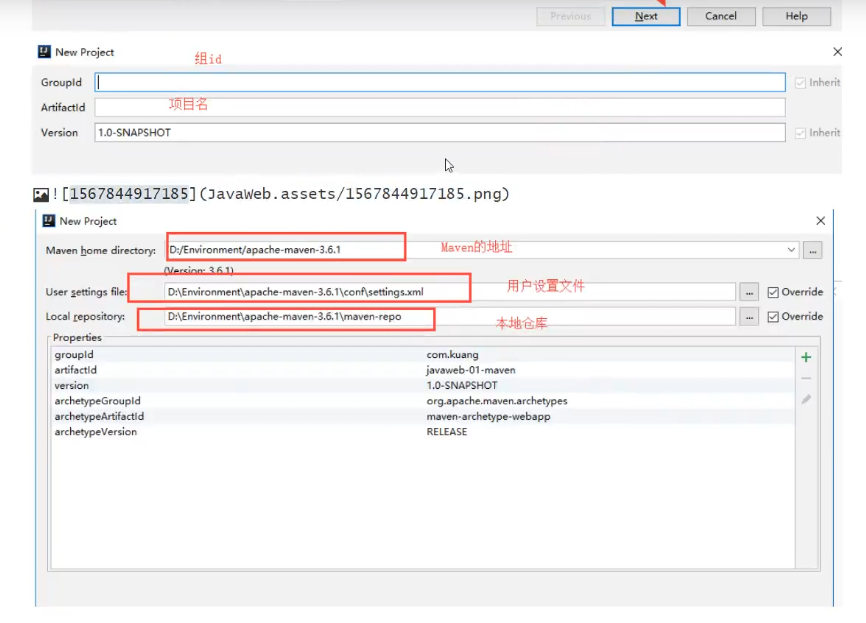 Previous Next Cancel Help
New Project
组id
GroupId Inherit
ArtifactId 项目名
Version 1.0-SNAPSHOT Inherit
![1567844917185](JavaWeb.assets/1567844917185.png)
New Project
Maven home directory: D:/Environment/apache-maven-3.6.1 Maven的地址 ...
(Version: 3.6.1)
User settings file: D:\Environment\apache-maven-3.6.1\conf\settings.xml 用户设置文件 ... Override
Local repository: D:\Environment\apache-maven-3.6.1\maven-repo 本地仓库 ... Override
Properties
groupId com.kuang
artifactId javaweb-01-maven
version 1.0-SNAPSHOT
archetypeGroupId org.apache.maven.archetypes
archetypeArtifactId maven-archetype-webapp
archetypeVersion RELEASE